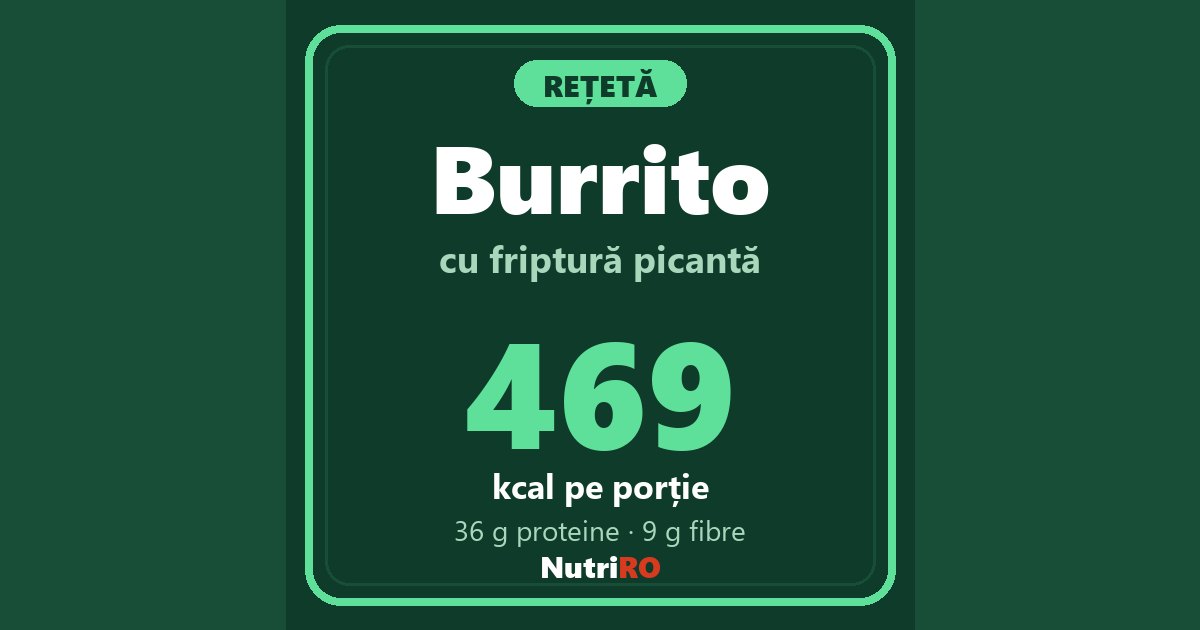 REȚETĂ
Burrito
cu friptură picantă
469
kcal pe porție
36 g proteine · 9 g fibre
NutriRO